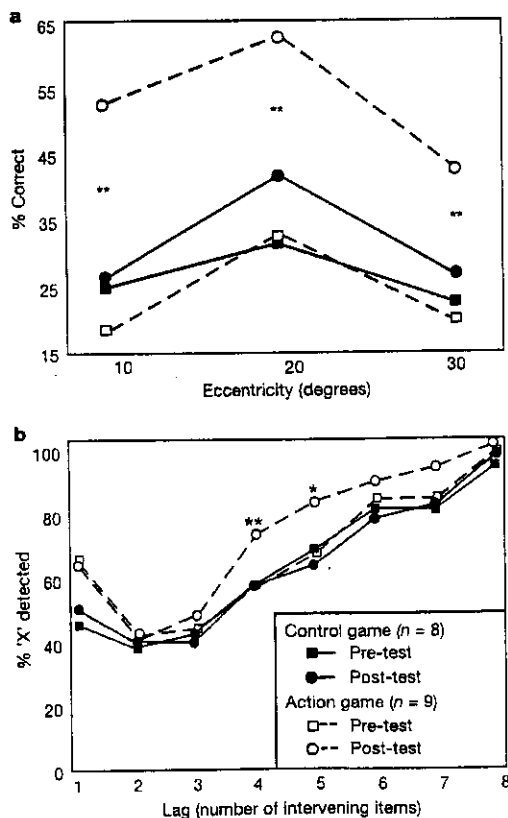 a
65
55
45
35
25
15
% Correct
**
**
**
10 20 30
Eccentricity (degrees)
b
100
80
60
40
20
0
% 'X' detected
**
*
Control game (n = 8)
Pre-test
Post-test
Action game (n = 9)
Pre-test
Post-test
1 2 3 4 5 6 7 8
Lag (number of intervening items)